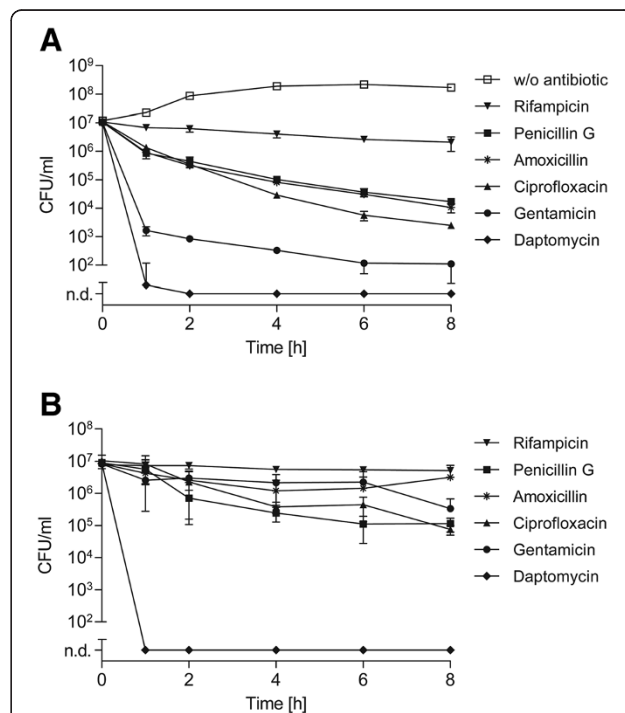 A
10⁹
10⁸
10⁷
10⁶
10⁵
10⁴
10³
10²
n.d.
CFU/ml
0 2 4 6 8
Time [h]
w/o antibiotic
Rifampicin
Penicillin G
Amoxicillin
Ciprofloxacin
Gentamicin
Daptomycin
B
10⁸
10⁷
10⁶
10⁵
10⁴
10³
10²
n.d.
CFU/ml
0 2 4 6 8
Time [h]
Rifampicin
Penicillin G
Amoxicillin
Ciprofloxacin
Gentamicin
Daptomycin